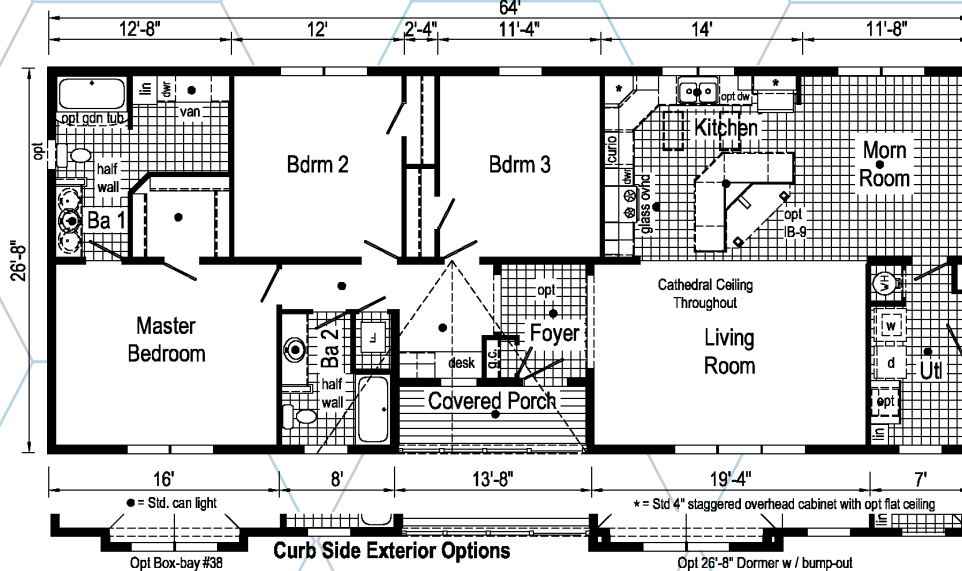 64'
12'-8" 12' 2'-4" 11'-4" 14' 11'-8"
26'-8"
opt
opt gdn tub
lin
dwr
van
half
wall
Ba 1
Bdrm 2
Bdrm 3
*
opt dw
*
Kitchen
curio
dwr
glass ovhd
opt
IB-9
Morn
Room
Master
Bedroom
Ba 2
half
wall
F
desk
g.c.
opt
Foyer
Covered Porch
Cathedral Ceiling
Throughout
Living
Room
WH
w
d
opt
lin
Utl
16' 8' 13'-8" 19'-4" 7'
● = Std. can light
* = Std 4" staggered overhead cabinet with opt flat ceiling
lin
Curb Side Exterior Options
Opt Box-bay #38
Opt 26'-8" Dormer w / bump-out